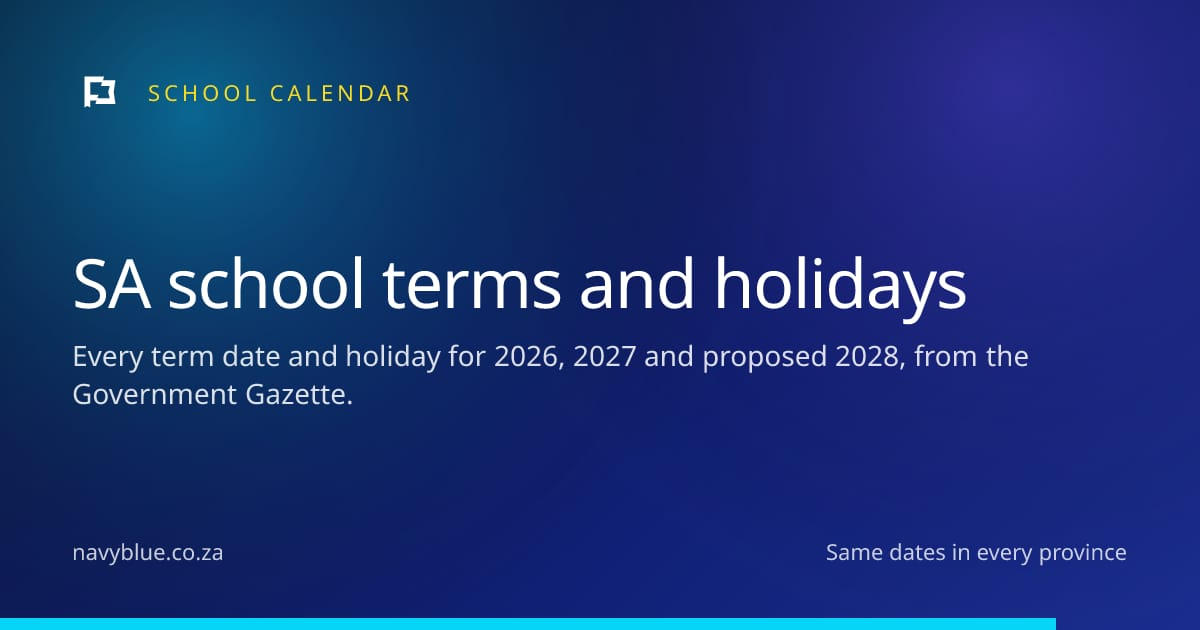 SCHOOL CALENDAR
SA school terms and holidays
Every term date and holiday for 2026, 2027 and proposed 2028, from the
Government Gazette.
navyblue.co.za
Same dates in every province